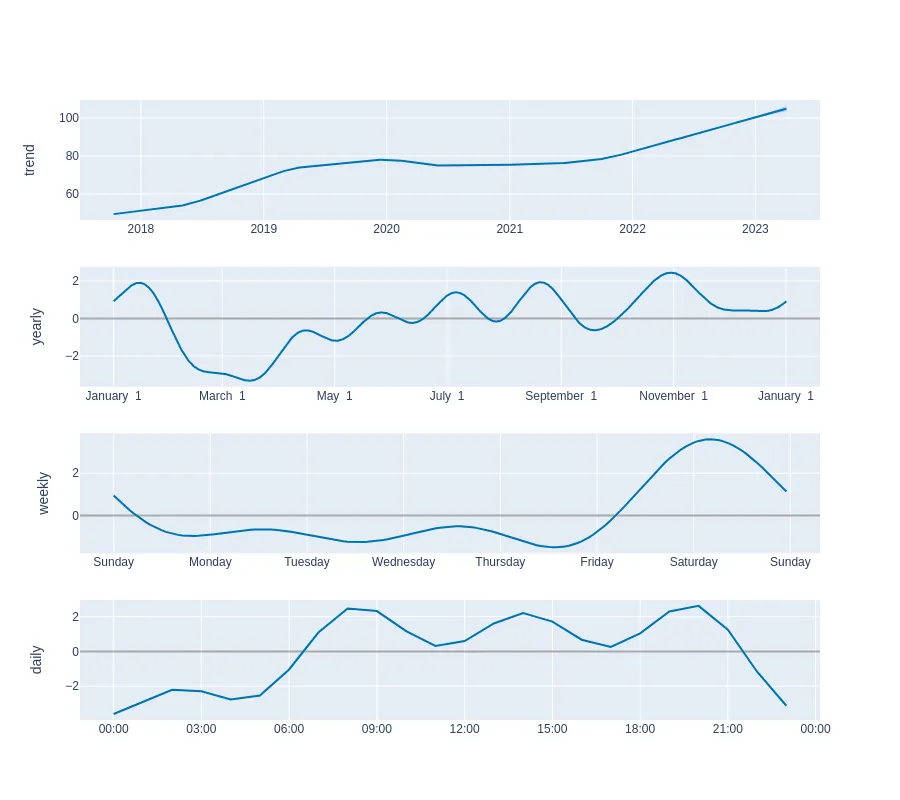 trend
100
80
60
2018 2019 2020 2021 2022 2023
yearly
2
0
−2
January 1 March 1 May 1 July 1 September 1 November 1 January 1
weekly
2
0
Sunday Monday Tuesday Wednesday Thursday Friday Saturday Sunday
daily
2
0
−2
00:00 03:00 06:00 09:00 12:00 15:00 18:00 21:00 00:00